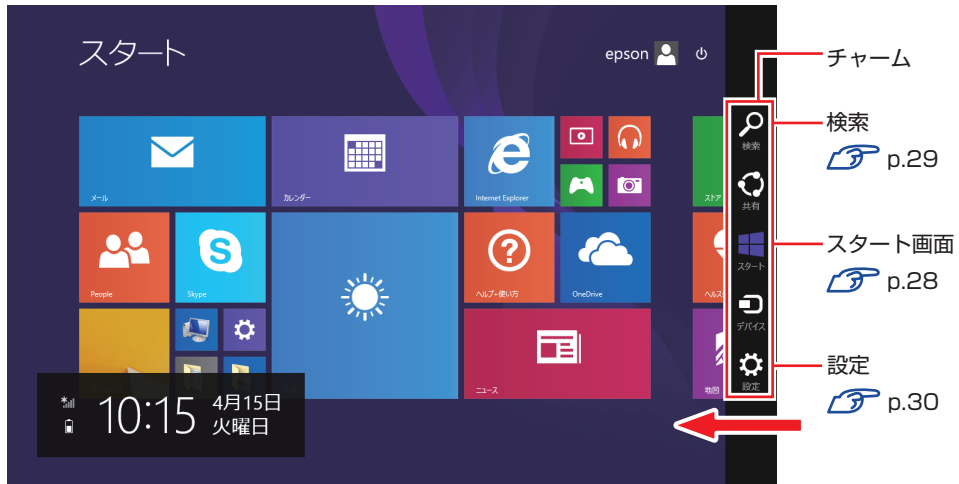 スタート
epson
メール
カレンダー
Internet Explorer
ストア
People
Skype
ヘルプ+使い方
OneDrive
ニュース
地図
10:15
4月15日
火曜日
検索
共有
スタート
デバイス
設定
チャーム
検索
p.29
スタート画面
p.28
設定
p.30